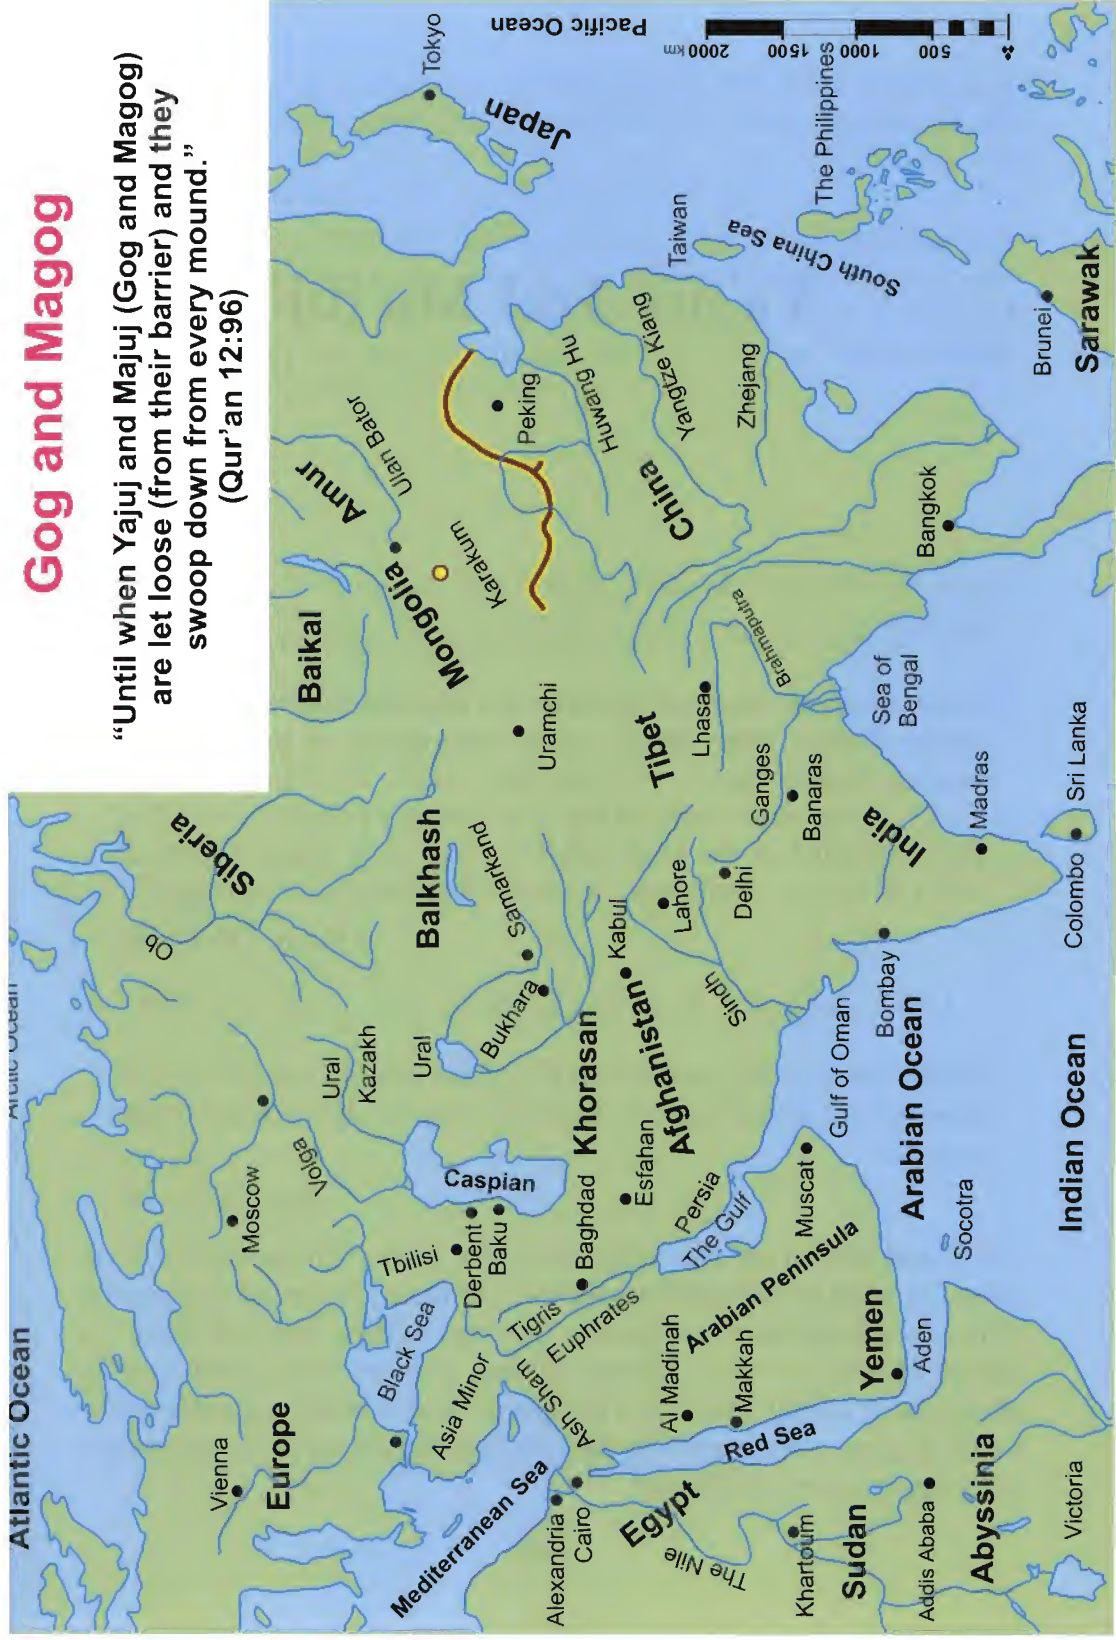 Gog and Magog
“Until when Yajuj and Majuj (Gog and Magog)
are let loose (from their barrier) and they
swoop down from every mound.”
(Qur’an 12:96)
Atlantic Ocean
Arctic Ocean
Ob
Siberia
Baikal
Amur
Ulan Bator
Mongolia
Karakum
Tokyo
Japan
Pacific Ocean
2000 km
1500
1000
500
Vienna
Europe
Moscow
Volga
Ural
Kazakh
Ural
Balkhash
Samarkand
Bukhara
Uramchi
Peking
Huwang Hu
Yangtze Kiang
Zhejang
China
Taiwan
South China Sea
The Philippines
Black Sea
Tbilisi
Derbent
Baku
Caspian
Asia Minor
Mediterranean Sea
Ash Sham
Tigris
Euphrates
Baghdad
Khorasan
Esfahan
Afghanistan
Kabul
Lahore
Delhi
Sindh
Tibet
Lhasa
Brahmaputra
Ganges
Banaras
India
Sea of
Bengal
Bangkok
Brunei
Sarawak
Alexandria
Cairo
Egypt
The Nile
Al Madinah
Makkah
Red Sea
Arabian Peninsula
Persia
The Gulf
Muscat
Gulf of Oman
Bombay
Madras
Colombo
Sri Lanka
Khartoum
Sudan
Addis Ababa
Abyssinia
Victoria
Yemen
Aden
Socotra
Arabian Ocean
Indian Ocean